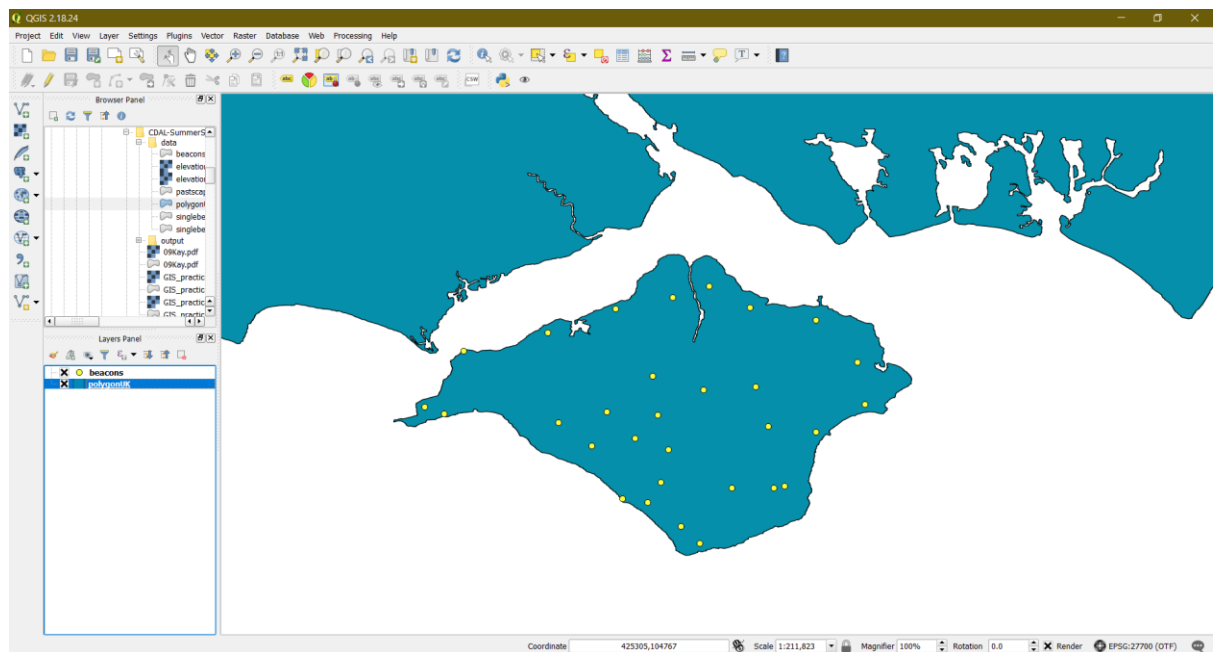 QGIS 2.18.24
Project Edit View Layer Settings Plugins Vector Raster Database Web Processing Help
Browser Panel
CDAL-SummerS
data
beacons
elevation
elevation
pastscap
polygonU
singlebe
singlebe
output
09Kay.pdf
09Kay.pdf
GIS_practic
GIS_practic
GIS_practic
GIS_practic
Layers Panel
beacons
polygonUK
Coordinate 425305,104767 Scale 1:211,823 Magnifier 100% Rotation 0.0 Render EPSG:27700 (OTF)